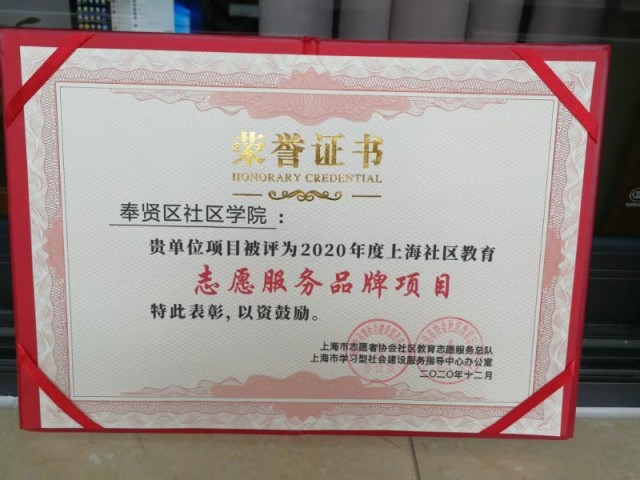 荣誉证书
HONORARY CREDENTIAL
奉贤区社区学院：
贵单位项目被评为2020年度上海社区教育
志愿服务品牌项目
特此表彰，以资鼓励。
上海市志愿者协会社区教育志愿服务总队
上海市学习型社会建设服务指导中心办公室
二〇二〇年十二月